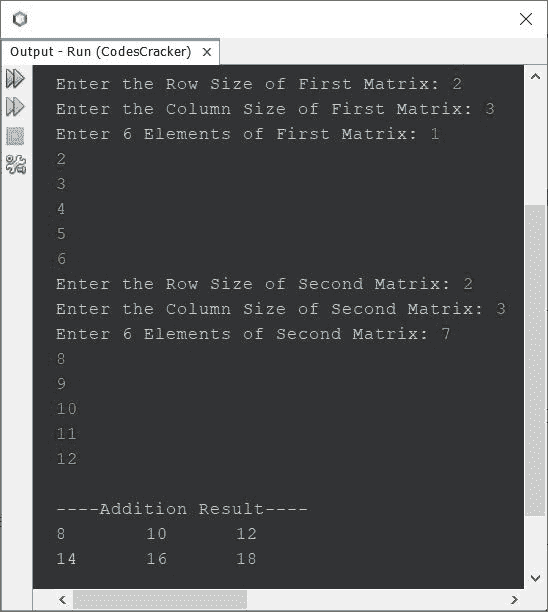 Output - Run (CodesCracker)
Enter the Row Size of First Matrix: 2
Enter the Column Size of First Matrix: 3
Enter 6 Elements of First Matrix: 1
2
3
4
5
6
Enter the Row Size of Second Matrix: 2
Enter the Column Size of Second Matrix: 3
Enter 6 Elements of Second Matrix: 7
8
9
10
11
12
----Addition Result----
8 10 12
14 16 18